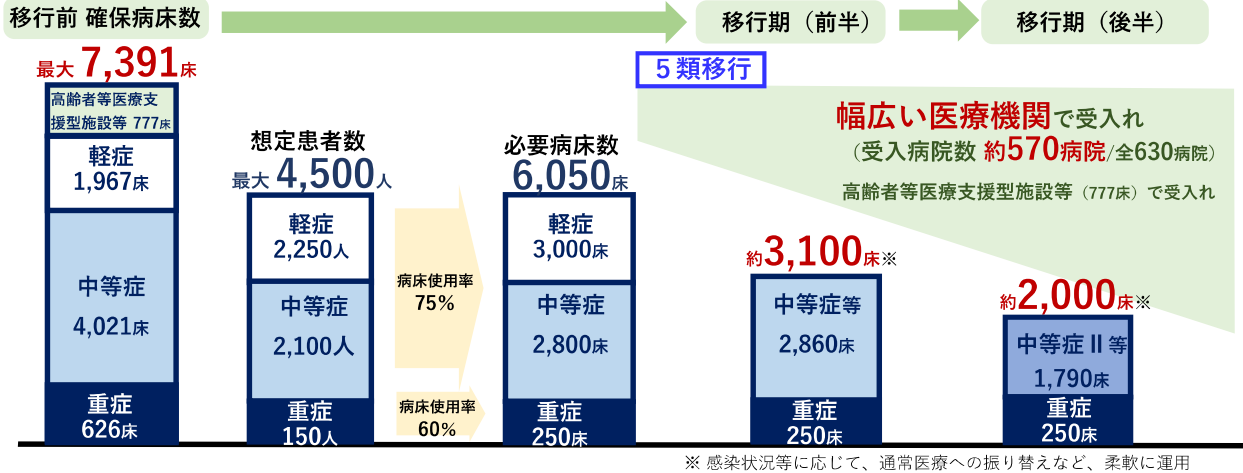 移行前 確保病床数
移行期（前半）
移行期（後半）
最大 7,391床
高齢者等医療支
援型施設等 777床
軽症
1,967床
中等症
4,021床
重症
626床
想定患者数
最大 4,500人
軽症
2,250人
中等症
2,100人
重症
150人
病床使用率
75%
病床使用率
60%
必要病床数
6,050床
軽症
3,000床
中等症
2,800床
重症
250床
５類移行
幅広い医療機関で受入れ
（受入病院数 約570病院/全630病院）
高齢者等医療支援型施設等（777床）で受入れ
約3,100床※
中等症等
2,860床
重症
250床
約2,000床※
中等症Ⅱ等
1,790床
重症
250床
※ 感染状況等に応じて、通常医療への振り替えなど、柔軟に運用